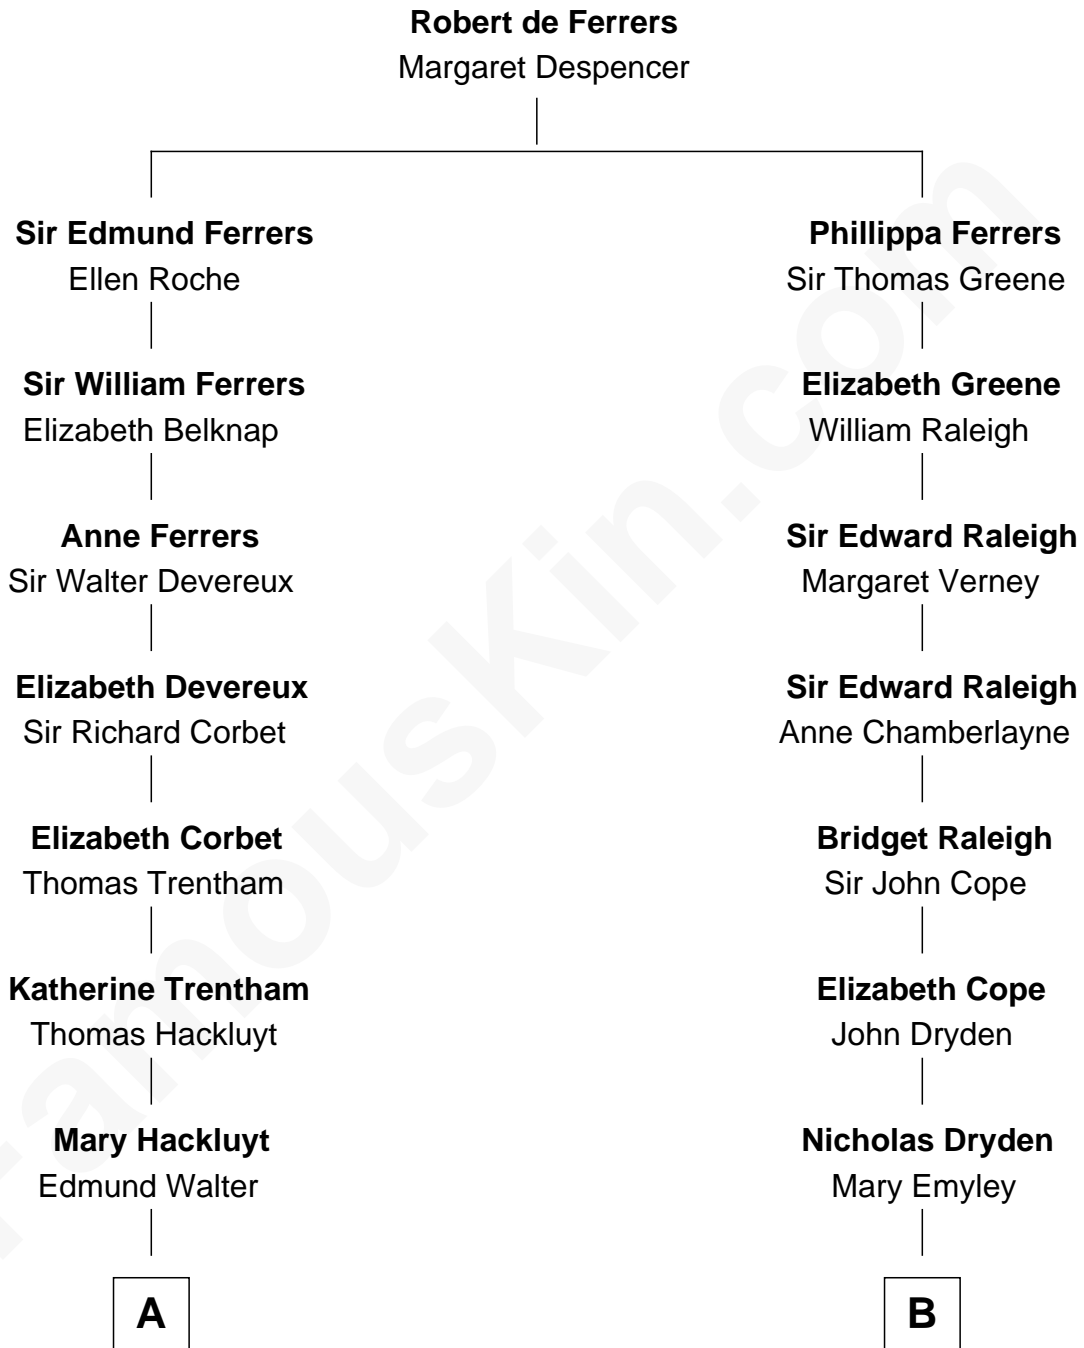 Robert de Ferrers
Margaret Despencer
Sir Edmund Ferrers
Ellen Roche
Sir William Ferrers
Elizabeth Belknap
Anne Ferrers
Sir Walter Devereux
Elizabeth Devereux
Sir Richard Corbet
Elizabeth Corbet
Thomas Trentham
Katherine Trentham
Thomas Hackluyt
Mary Hackluyt
Edmund Walter
A
Phillippa Ferrers
Sir Thomas Greene
Elizabeth Greene
William Raleigh
Sir Edward Raleigh
Margaret Verney
Sir Edward Raleigh
Anne Chamberlayne
Bridget Raleigh
Sir John Cope
Elizabeth Cope
John Dryden
Nicholas Dryden
Mary Emyley
B
FamousKin.com